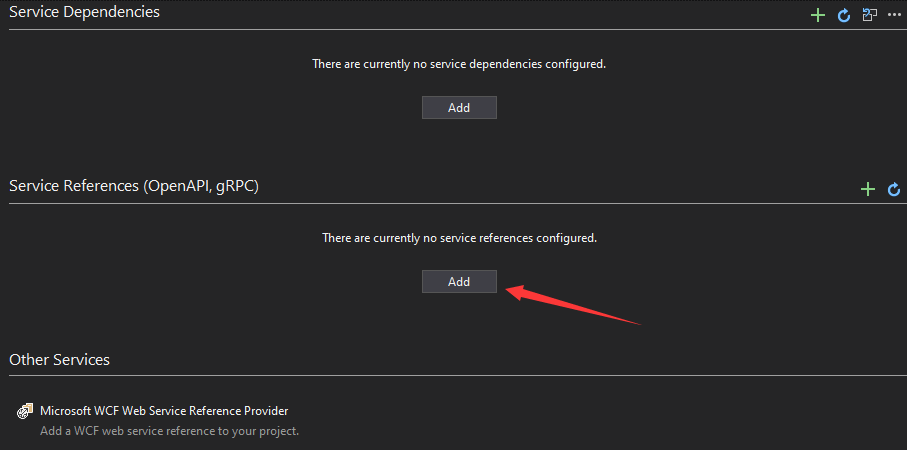 Service Dependencies
There are currently no service dependencies configured.
Add
Service References (OpenAPI, gRPC)
There are currently no service references configured.
Add
Other Services
Microsoft WCF Web Service Reference Provider
Add a WCF web service reference to your project.